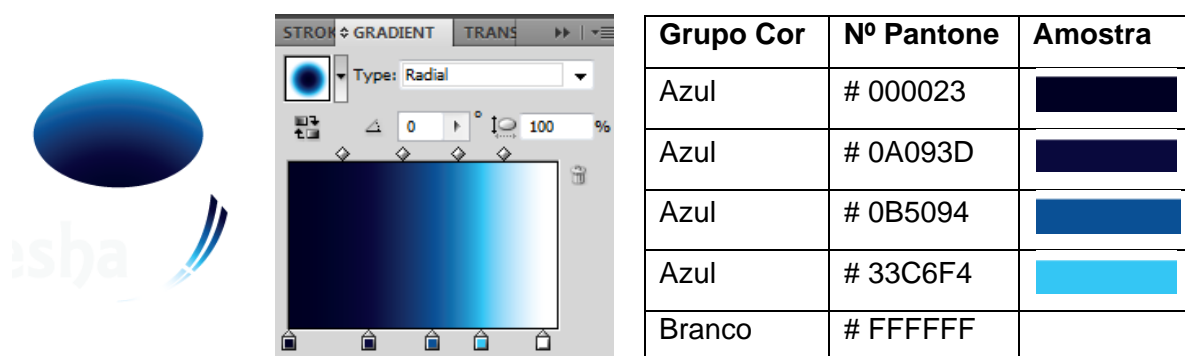 esha
STROK GRADIENT TRANS
Type: Radial
0 ° 100 %
Grupo Cor Nº Pantone Amostra
Azul # 000023
Azul # 0A093D
Azul # 0B5094
Azul # 33C6F4
Branco # FFFFFF